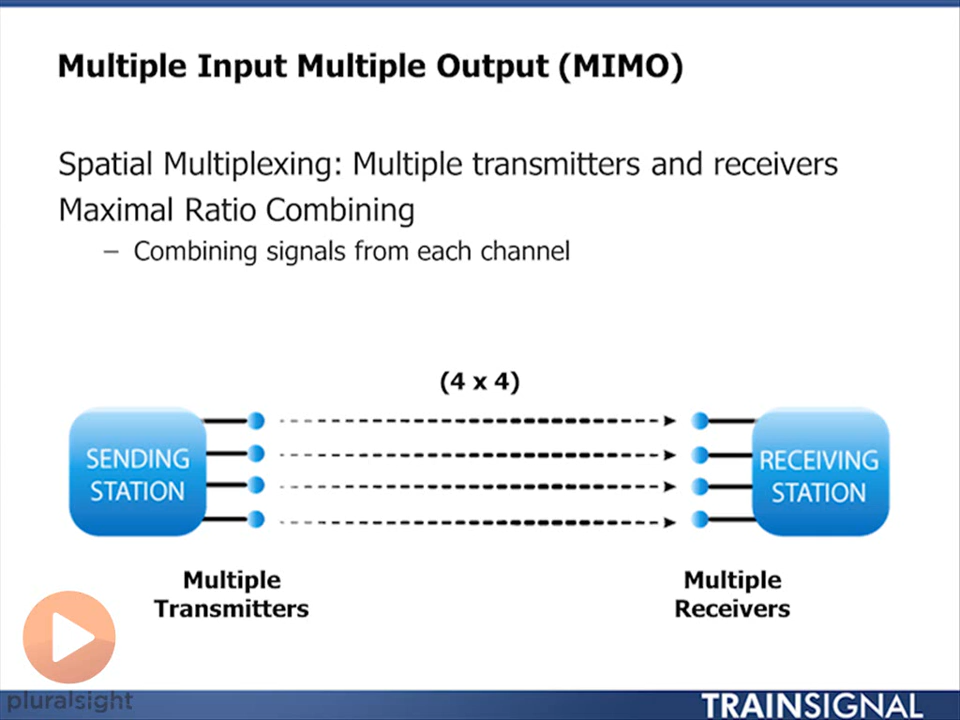 Multiple Input Multiple Output (MIMO)
Spatial Multiplexing: Multiple transmitters and receivers
Maximal Ratio Combining
– Combining signals from each channel
(4 x 4)
SENDING
STATION
RECEIVING
STATION
Multiple
Transmitters
Multiple
Receivers
pluralsight
TRAINSIGNAL